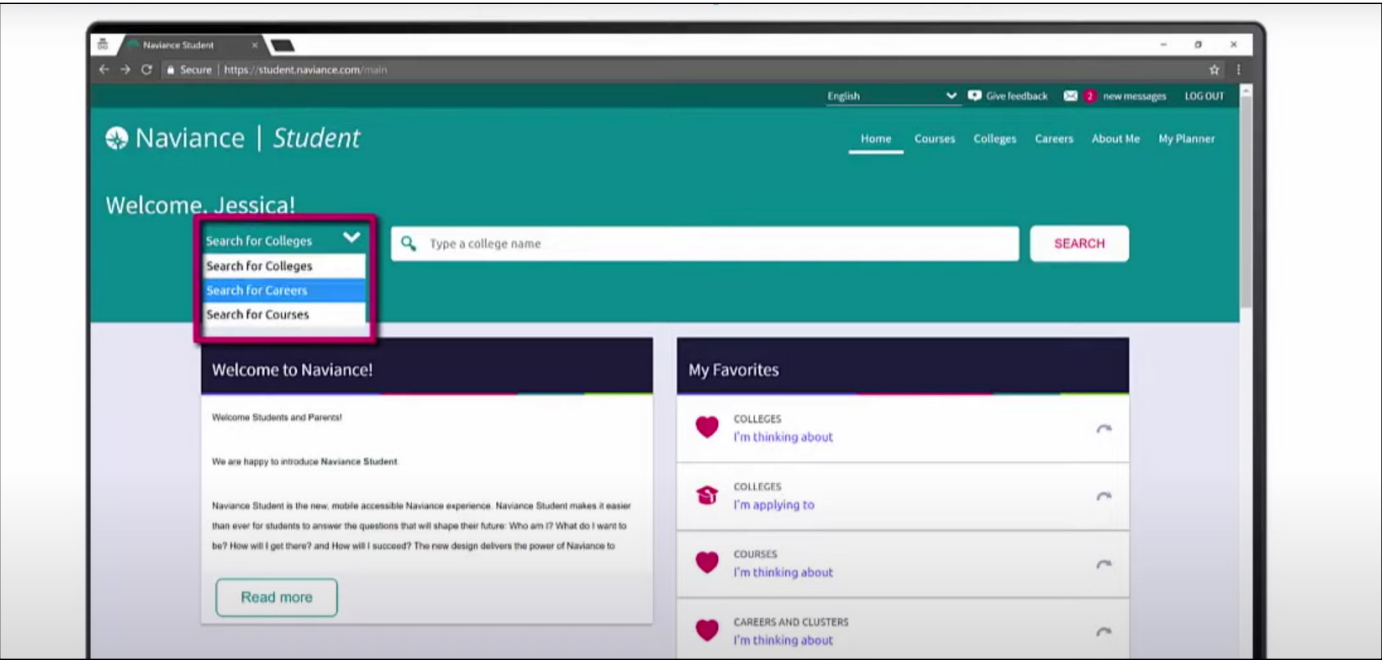 Naviance Student
Secure | https://student.naviance.com/main
English
Give feedback
2 new messages
LOG OUT
Naviance | Student
Home
Courses
Colleges
Careers
About Me
My Planner
Welcome, Jessica!
Search for Colleges
Type a college name
SEARCH
Search for Colleges
Search for Careers
Search for Courses
Welcome to Naviance!
Welcome Students and Parents!
We are happy to introduce Naviance Student
Naviance Student is the new, mobile accessible Naviance experience. Naviance Student makes it easier
than ever for students to answer the questions that will shape their future: Who am I? What do I want to
be? How will I get there? and How will I succeed? The new design delivers the power of Naviance to
Read more
My Favorites
COLLEGES
I'm thinking about
COLLEGES
I'm applying to
COURSES
I'm thinking about
CAREERS AND CLUSTERS
I'm thinking about